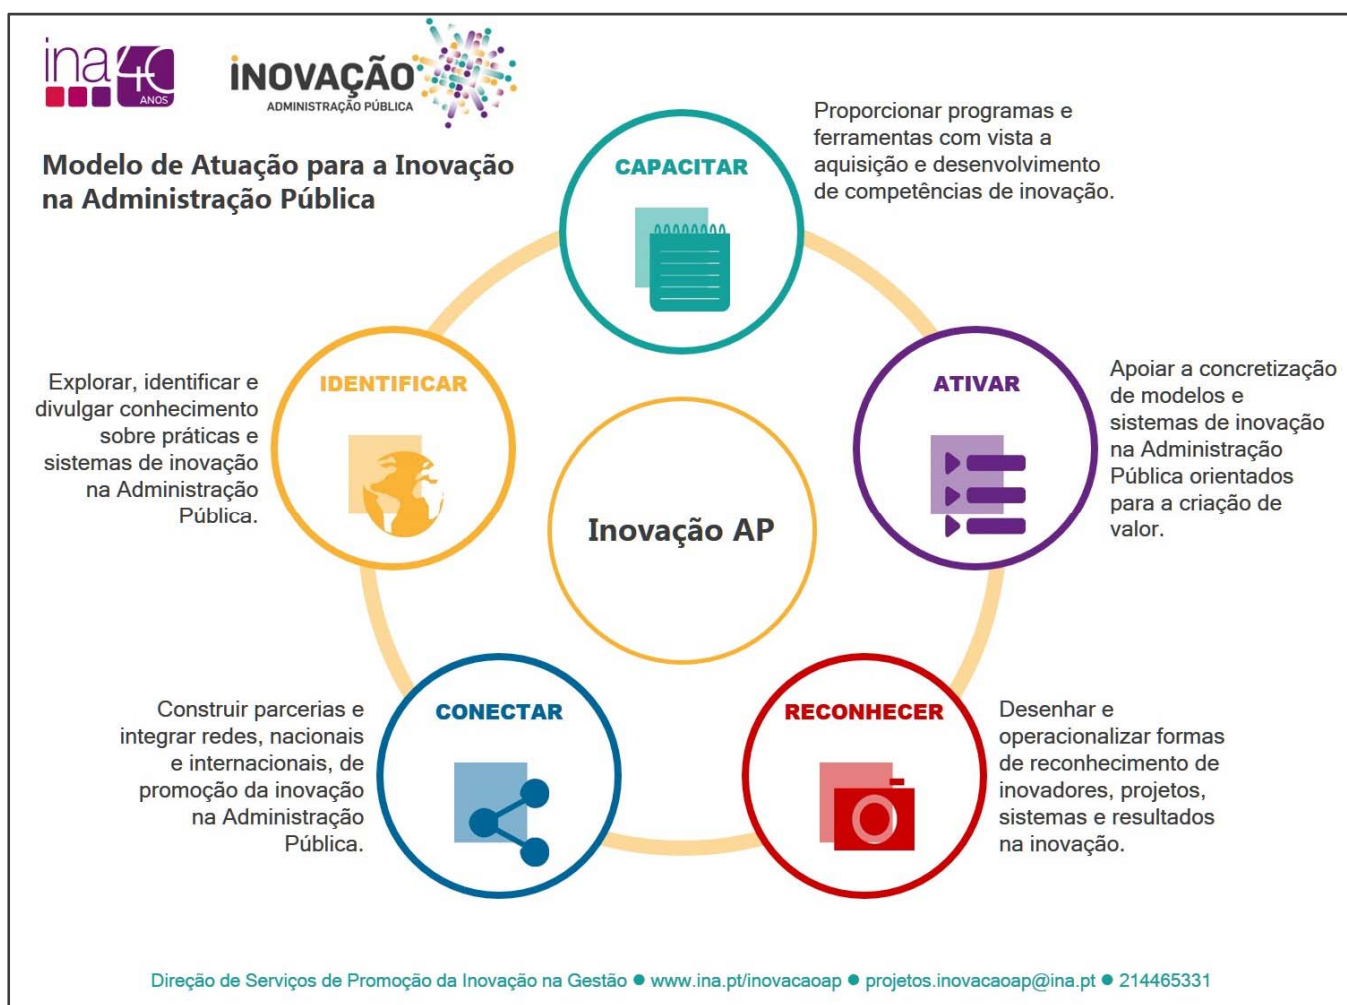 ina 40
ANOS
iNOVAÇÃO
ADMINISTRAÇÃO PÚBLICA
Modelo de Atuação para a Inovação
na Administração Pública
CAPACITAR
Proporcionar programas e
ferramentas com vista a
aquisição e desenvolvimento
de competências de inovação.
ATIVAR
Apoiar a concretização
de modelos e
sistemas de inovação
na Administração
Pública orientados
para a criação de
valor.
RECONHECER
Desenhar e
operacionalizar formas
de reconhecimento de
inovadores, projetos,
sistemas e resultados
na inovação.
CONECTAR
Construir parcerias e
integrar redes, nacionais
e internacionais, de
promoção da inovação
na Administração
Pública.
IDENTIFICAR
Explorar, identificar e
divulgar conhecimento
sobre práticas e
sistemas de inovação
na Administração
Pública.
Inovação AP
Direção de Serviços de Promoção da Inovação na Gestão ● www.ina.pt/inovacaoap ● projetos.inovacaoap@ina.pt ● 214465331